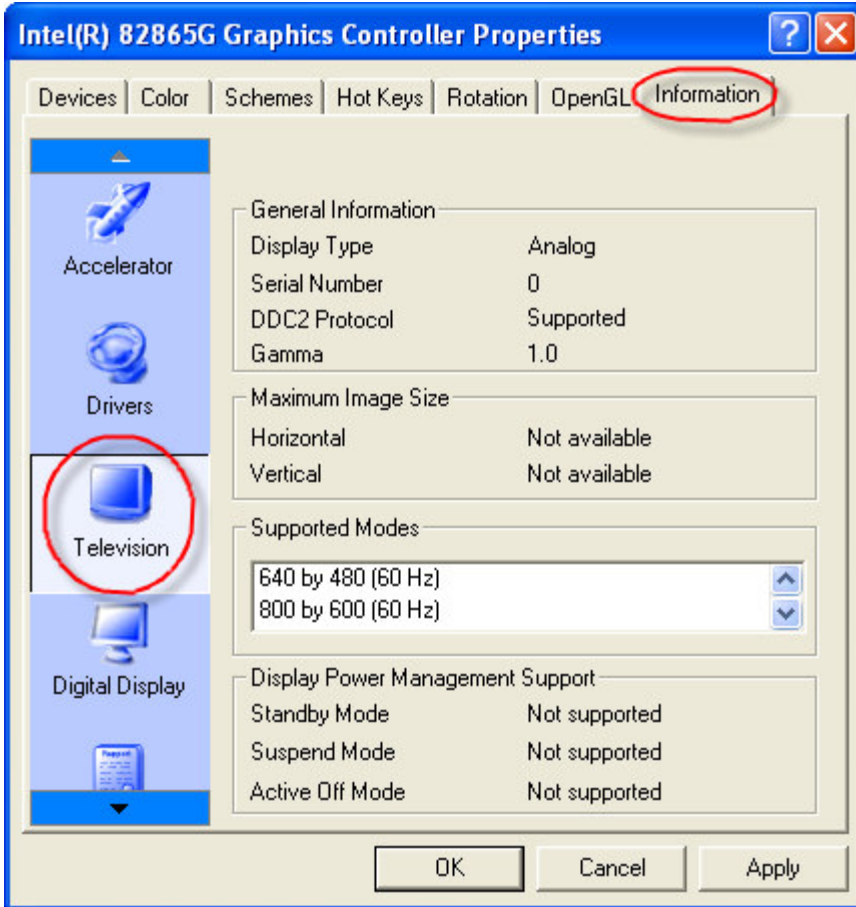 Intel(R) 82865G Graphics Controller Properties
Devices Color Schemes Hot Keys Rotation OpenGL Information
Accelerator
Drivers
Television
Digital Display
General Information
Display Type Analog
Serial Number 0
DDC2 Protocol Supported
Gamma 1.0
Maximum Image Size
Horizontal Not available
Vertical Not available
Supported Modes
640 by 480 (60 Hz)
800 by 600 (60 Hz)
Display Power Management Support
Standby Mode Not supported
Suspend Mode Not supported
Active Off Mode Not supported
OK Cancel Apply